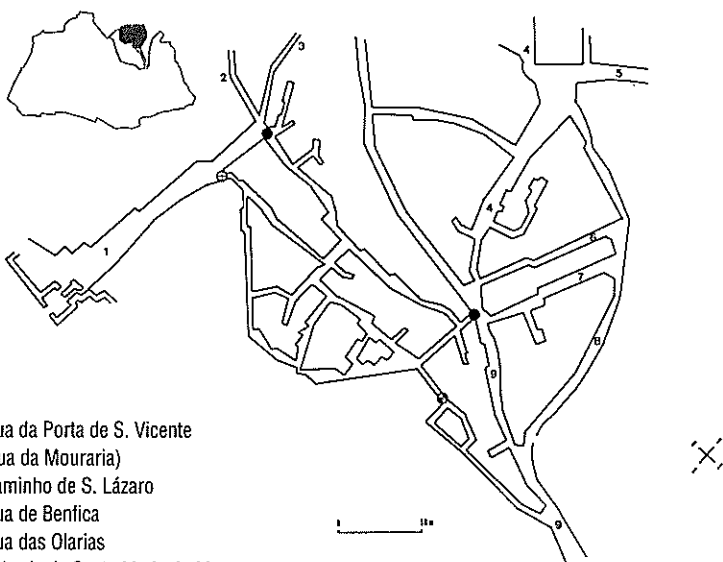 3
2
4
5
4
1
6
7
8
9
9
ua da Porta de S. Vicente
ua da Mouraria)
aminho de S. Lázaro
ua de Benfica
ua das Olarias